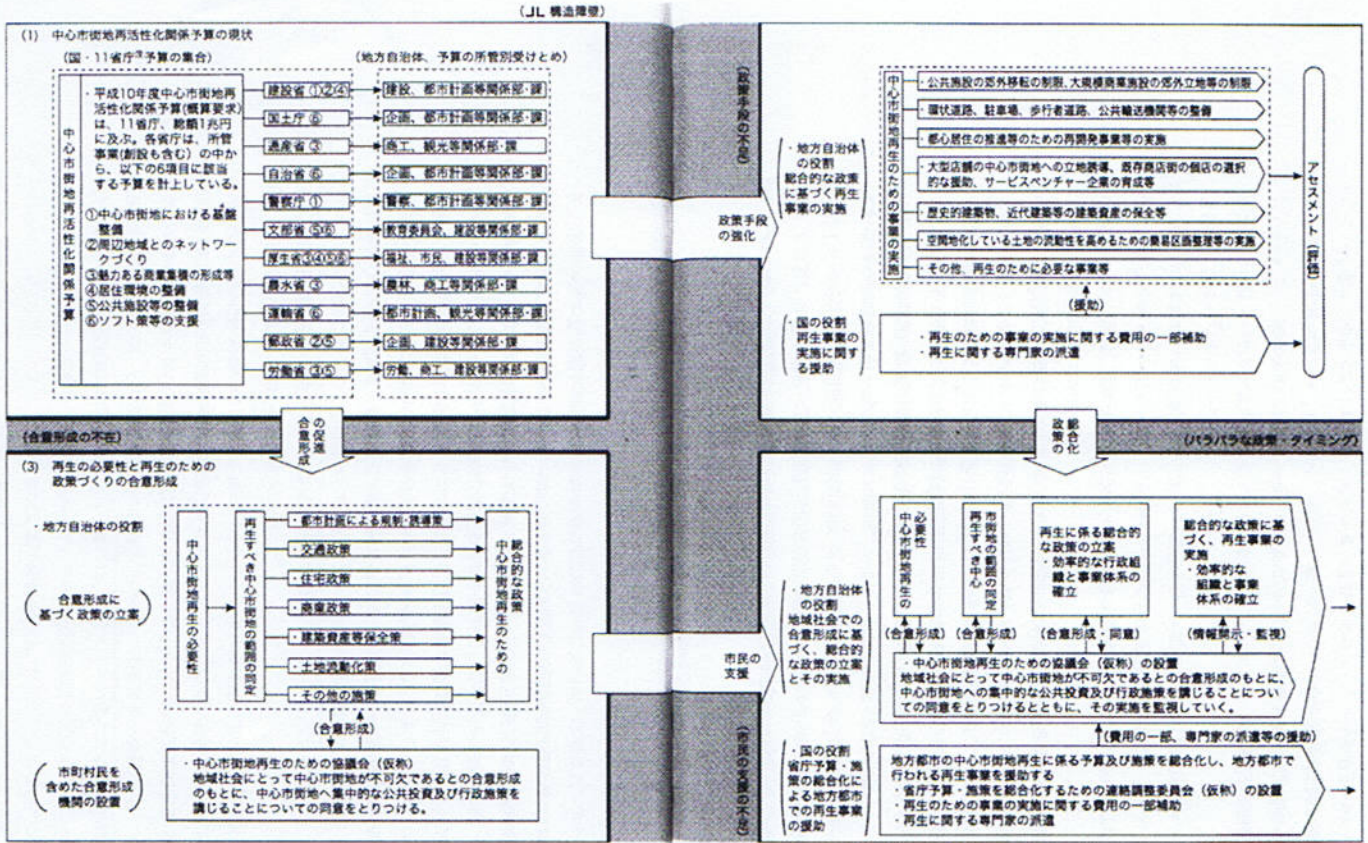 (⅃L 構造障壁)
(1) 中心市街地再活性化関係予算の現状
(国・11省庁 予算の集合)
(地方自治体、予算の所管別受けとめ)
中心市街地再活性化関係予算
・平成10年度中心市街地再
活性化関係予算(概算要求)
は、11省庁、総額1兆円
に及ぶ。各省庁は、所管
事業(創設も含む)の中か
ら、以下の6項目に該当
する予算を計上している。
①中心市街地における基盤
整備
②周辺地域とのネットワー
クづくり
③魅力ある商業集積の形成等
④居住環境の整備
⑤公共施設等の整備
⑥ソフト策等の支援
建設省 ①②④
建設、都市計画等関係部・課
国土庁 ⑥
企画、都市計画等関係部・課
通産省 ③
商工、観光等関係部・課
自治省 ⑥
企画、都市計画等関係部・課
警察庁 ①
警察、都市計画等関係部・課
文部省 ⑤⑥
教育委員会、建設等関係部・課
厚生省③④⑤⑥
福祉、市民、建設等関係部・課
農水省 ③
農林、商工等関係部・課
運輸省 ⑥
都市計画、観光等関係部・課
郵政省 ②⑤
企画、建設等関係部・課
労働省 ③⑤
労働、商工、建設等関係部・課
(政策手段の不足)
政策手段
の強化
・地方自治体
の役割
総合的な政策
に基づく再生
事業の実施
中心市街地再生のための事業の実施
・公共施設の郊外移転の制限、大規模商業施設の郊外立地等の制限
・環状道路、駐車場、歩行者道路、公共輸送機関等の整備
・都心居住の推進等のための再開発事業等の実施
・大型店舗の中心市街地への立地誘導、既存商店街の個店の選択
的な援助、サービスベンチャー企業の育成等
・歴史的建築物、近代建築等の建築資産の保全等
・空閑地化している土地の流動性を高めるための簡易区画整理等の実施
・その他、再生のために必要な事業等
アセスメント(評価)
(援助)
・国の役割
再生事業の
実施に関す
る援助
・再生のための事業の実施に関する費用の一部補助
・再生に関する専門家の派遣
(合意形成の不在)
合意形成
の促進
政策の
総合化
(バラバラな政策・タイミング)
(3) 再生の必要性と再生のための
政策づくりの合意形成
・地方自治体の役割
(合意形成に
基づく政策の立案)
中心市街地再生の必要性
再生すべき中心市街地の範囲の同定
・都市計画による規制・誘導策
・交通政策
・住宅政策
・商業政策
・建築資産等保全策
・土地流動化策
・その他の施策
中心市街地再生のための
総合的な政策
(合意形成)
(市町村民を
含めた合意形成
機関の設置)
・中心市街地再生のための協議会(仮称)
地域社会にとって中心市街地が不可欠であるとの合意形成
のもとに、中心市街地へ集中的な公共投資及び行政施策を
講じることについての同意をとりつける。
市民の
支援
(市民の支援の不足)
・地方自治体
の役割
地域社会での
合意形成に基
づく、総合的
な政策の立案
とその実施
中心市街地再生の
必要性
再生すべき中心
市街地の範囲の同定
再生に係る総合的
な政策の立案
・効率的な行政組
織と事業体系の
確立
総合的な政策に基
づく、再生事業の
実施
・効率的な
組織と事業
体系の確立
(合意形成)
(合意形成)
(合意形成・同意)
(情報開示・監視)
・中心市街地再生のための協議会(仮称)の設置
地域社会にとって中心市街地が不可欠であるとの合意形成のもとに、
中心市街地への集中的な公共投資及び行政施策を講じることについ
ての同意をとりつけるとともに、その実施を監視していく。
(費用の一部、専門家の派遣等の援助)
・国の役割
省庁予算・施
策の総合化に
よる地方都市
での再生事業
の援助
地方都市の中心市街地再生に係る予算及び施策を総合化し、地方都市で
行われる再生事業を援助する
・省庁予算・施策を総合化するための連絡調整委員会(仮称)の設置
・再生のための事業の実施に関する費用の一部補助
・再生に関する専門家の派遣